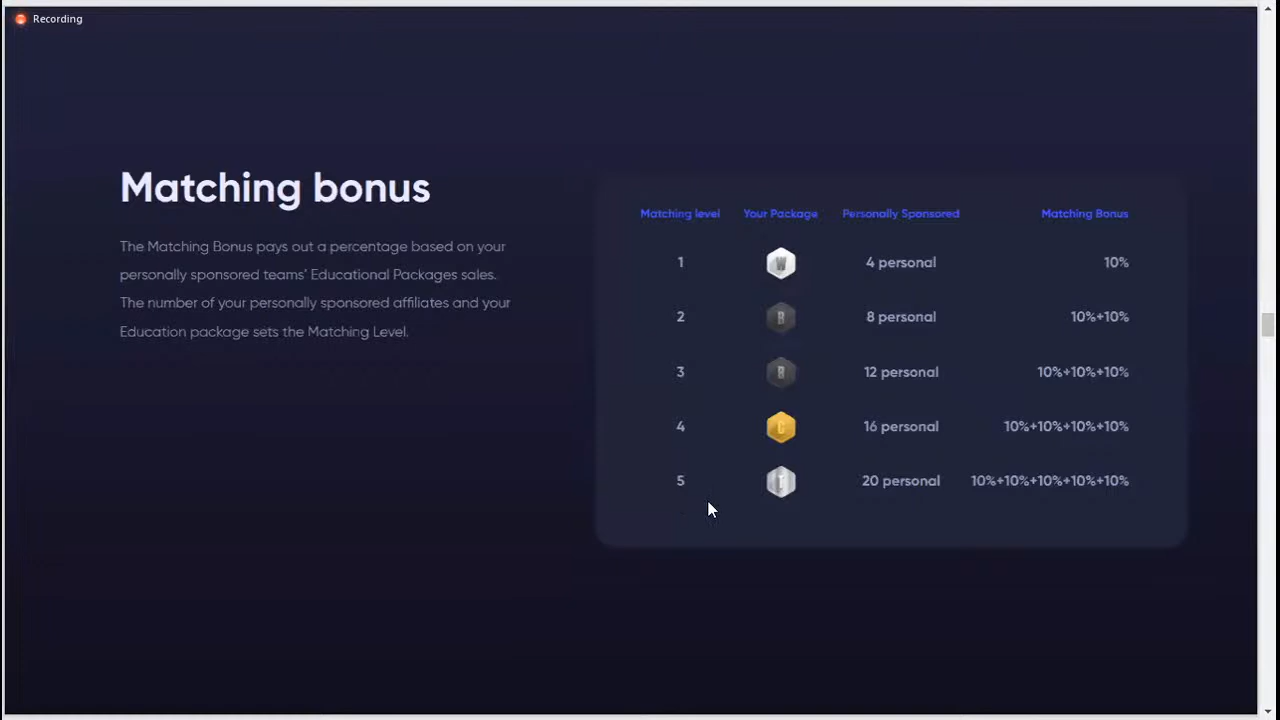 Recording
Matching bonus
The Matching Bonus pays out a percentage based on your
personally sponsored teams' Educational Packages sales.
The number of your personally sponsored affiliates and your
Education package sets the Matching Level.
Matching level Your Package Personally Sponsored Matching Bonus
1 W 4 personal 10%
2 B 8 personal 10%+10%
3 B 12 personal 10%+10%+10%
4 C 16 personal 10%+10%+10%+10%
5 20 personal 10%+10%+10%+10%+10%